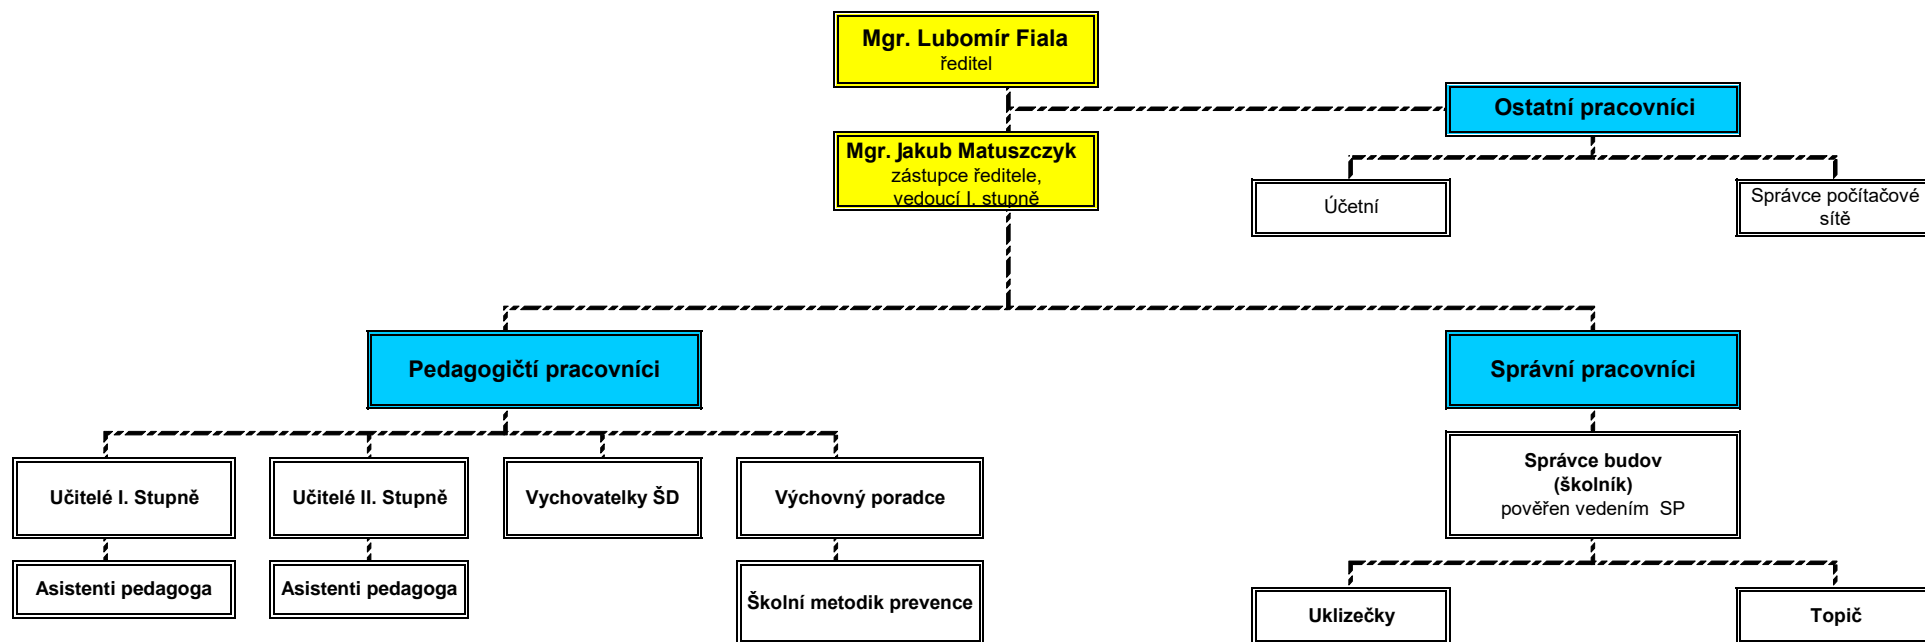 Mgr. Lubomír Fiala
ředitel
Ostatní pracovníci
Mgr. Jakub Matuszczyk
zástupce ředitele,
vedoucí I. stupně
Účetní
Správce počítačové
sítě
Pedagogičtí pracovníci
Správní pracovníci
Učitelé I. Stupně
Učitelé II. Stupně
Vychovatelky ŠD
Výchovný poradce
Správce budov
(školník)
pověřen vedením  SP
Asistenti pedagoga
Asistenti pedagoga
Školní metodik prevence
Uklizečky
Topič